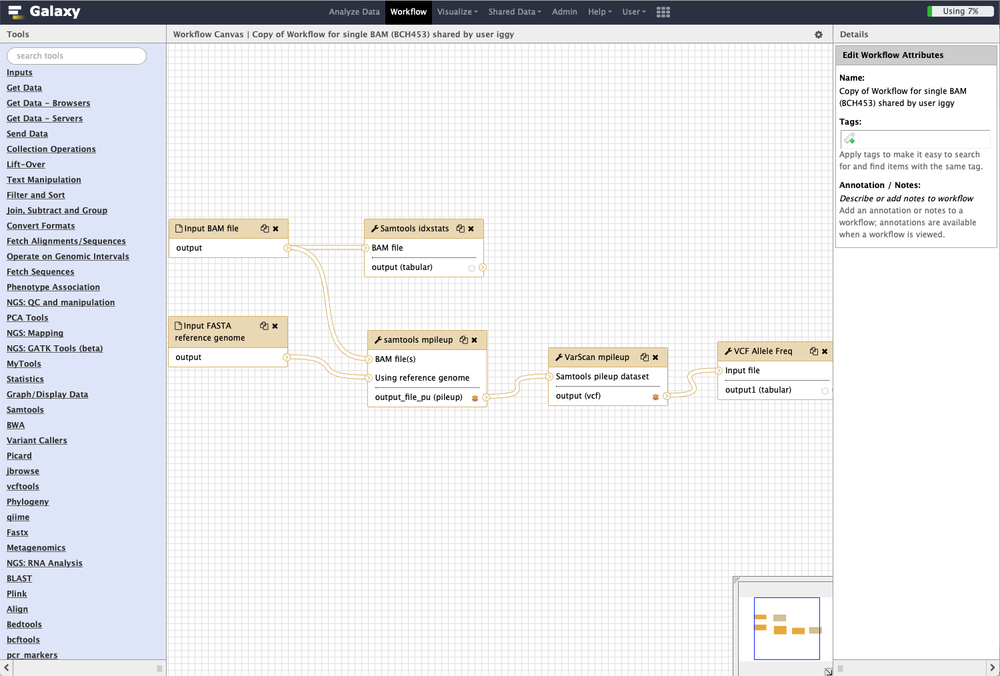 Galaxy
Analyze Data
Workflow
Visualize
Shared Data
Admin
Help
User
Using 7%
Tools
Workflow Canvas | Copy of Workflow for single BAM (BCH453) shared by user iggy
Details
search tools
Inputs
Get Data
Get Data - Browsers
Get Data - Servers
Send Data
Collection Operations
Lift-Over
Text Manipulation
Filter and Sort
Join, Subtract and Group
Convert Formats
Fetch Alignments/Sequences
Operate on Genomic Intervals
Fetch Sequences
Phenotype Association
NGS: QC and manipulation
PCA Tools
NGS: Mapping
NGS: GATK Tools (beta)
MyTools
Statistics
Graph/Display Data
Samtools
BWA
Variant Callers
Picard
jbrowse
vcftools
Phylogeny
qiime
Fastx
Metagenomics
NGS: RNA Analysis
BLAST
Plink
Align
Bedtools
bcftools
pcr_markers
Input BAM file
output
Samtools idxstats
BAM file
output (tabular)
Input FASTA
reference genome
output
samtools mpileup
BAM file(s)
Using reference genome
output_file_pu (pileup)
VarScan mpileup
Samtools pileup dataset
output (vcf)
VCF Allele Freq
Input file
output1 (tabular)
Edit Workflow Attributes
Name:
Copy of Workflow for single BAM
(BCH453) shared by user iggy
Tags:
Apply tags to make it easy to search
for and find items with the same tag.
Annotation / Notes:
Describe or add notes to workflow
Add an annotation or notes to a
workflow; annotations are available
when a workflow is viewed.